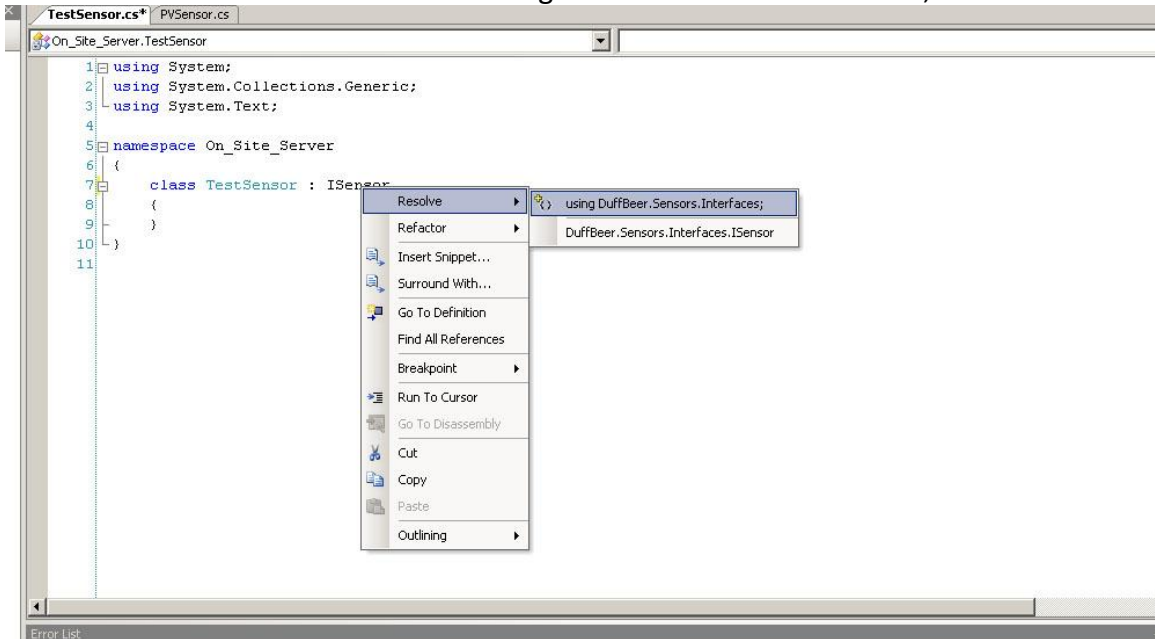 TestSensor.cs* PVSensor.cs
On_Site_Server.TestSensor
1 using System;
2 using System.Collections.Generic;
3 using System.Text;
4
5 namespace On_Site_Server
6 {
7 class TestSensor : ISensor
8 {
9 }
10 }
11
Resolve
Refactor
Insert Snippet...
Surround With...
Go To Definition
Find All References
Breakpoint
Run To Cursor
Go To Disassembly
Cut
Copy
Paste
Outlining
using DuffBeer.Sensors.Interfaces;
DuffBeer.Sensors.Interfaces.ISensor
Error List